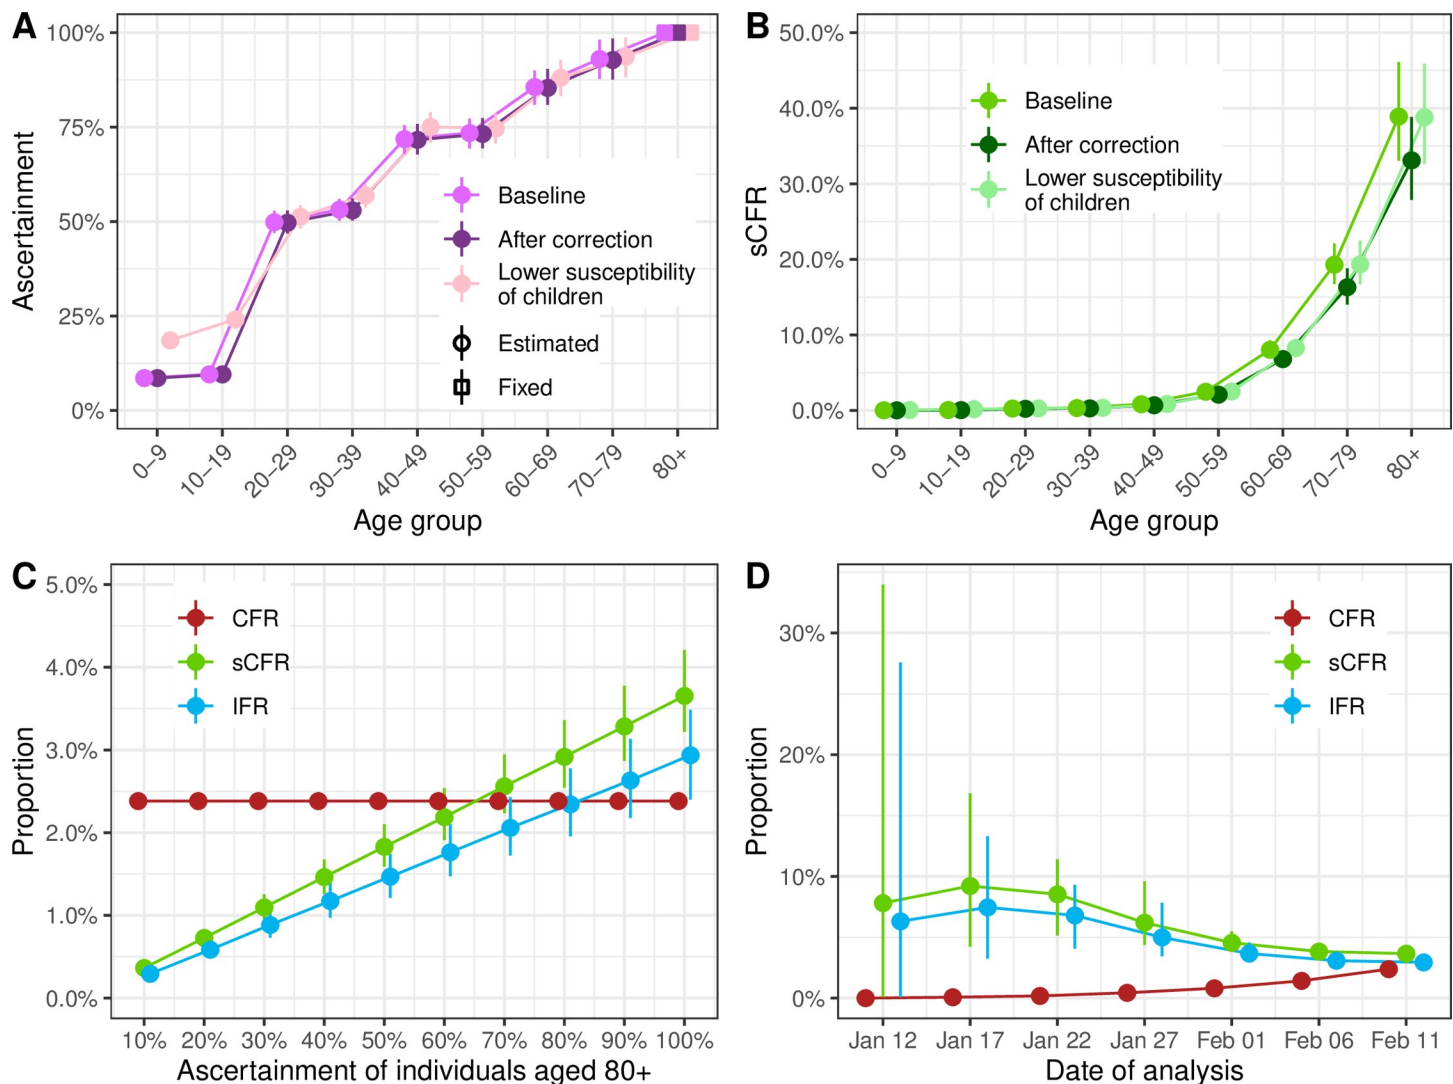 A
100%
75%
50%
25%
0%
Ascertainment
Baseline
After correction
Lower susceptibility
of children
Estimated
Fixed
0–9
10–19
20–29
30–39
40–49
50–59
60–69
70–79
80+
Age group
B
50.0%
40.0%
30.0%
20.0%
10.0%
0.0%
sCFR
Baseline
After correction
Lower susceptibility
of children
0–9
10–19
20–29
30–39
40–49
50–59
60–69
70–79
80+
Age group
C
5.0%
4.0%
3.0%
2.0%
1.0%
0.0%
Proportion
CFR
sCFR
IFR
10%
20%
30%
40%
50%
60%
70%
80%
90%
100%
Ascertainment of individuals aged 80+
D
30%
20%
10%
0%
Proportion
CFR
sCFR
IFR
Jan 12
Jan 17
Jan 22
Jan 27
Feb 01
Feb 06
Feb 11
Date of analysis